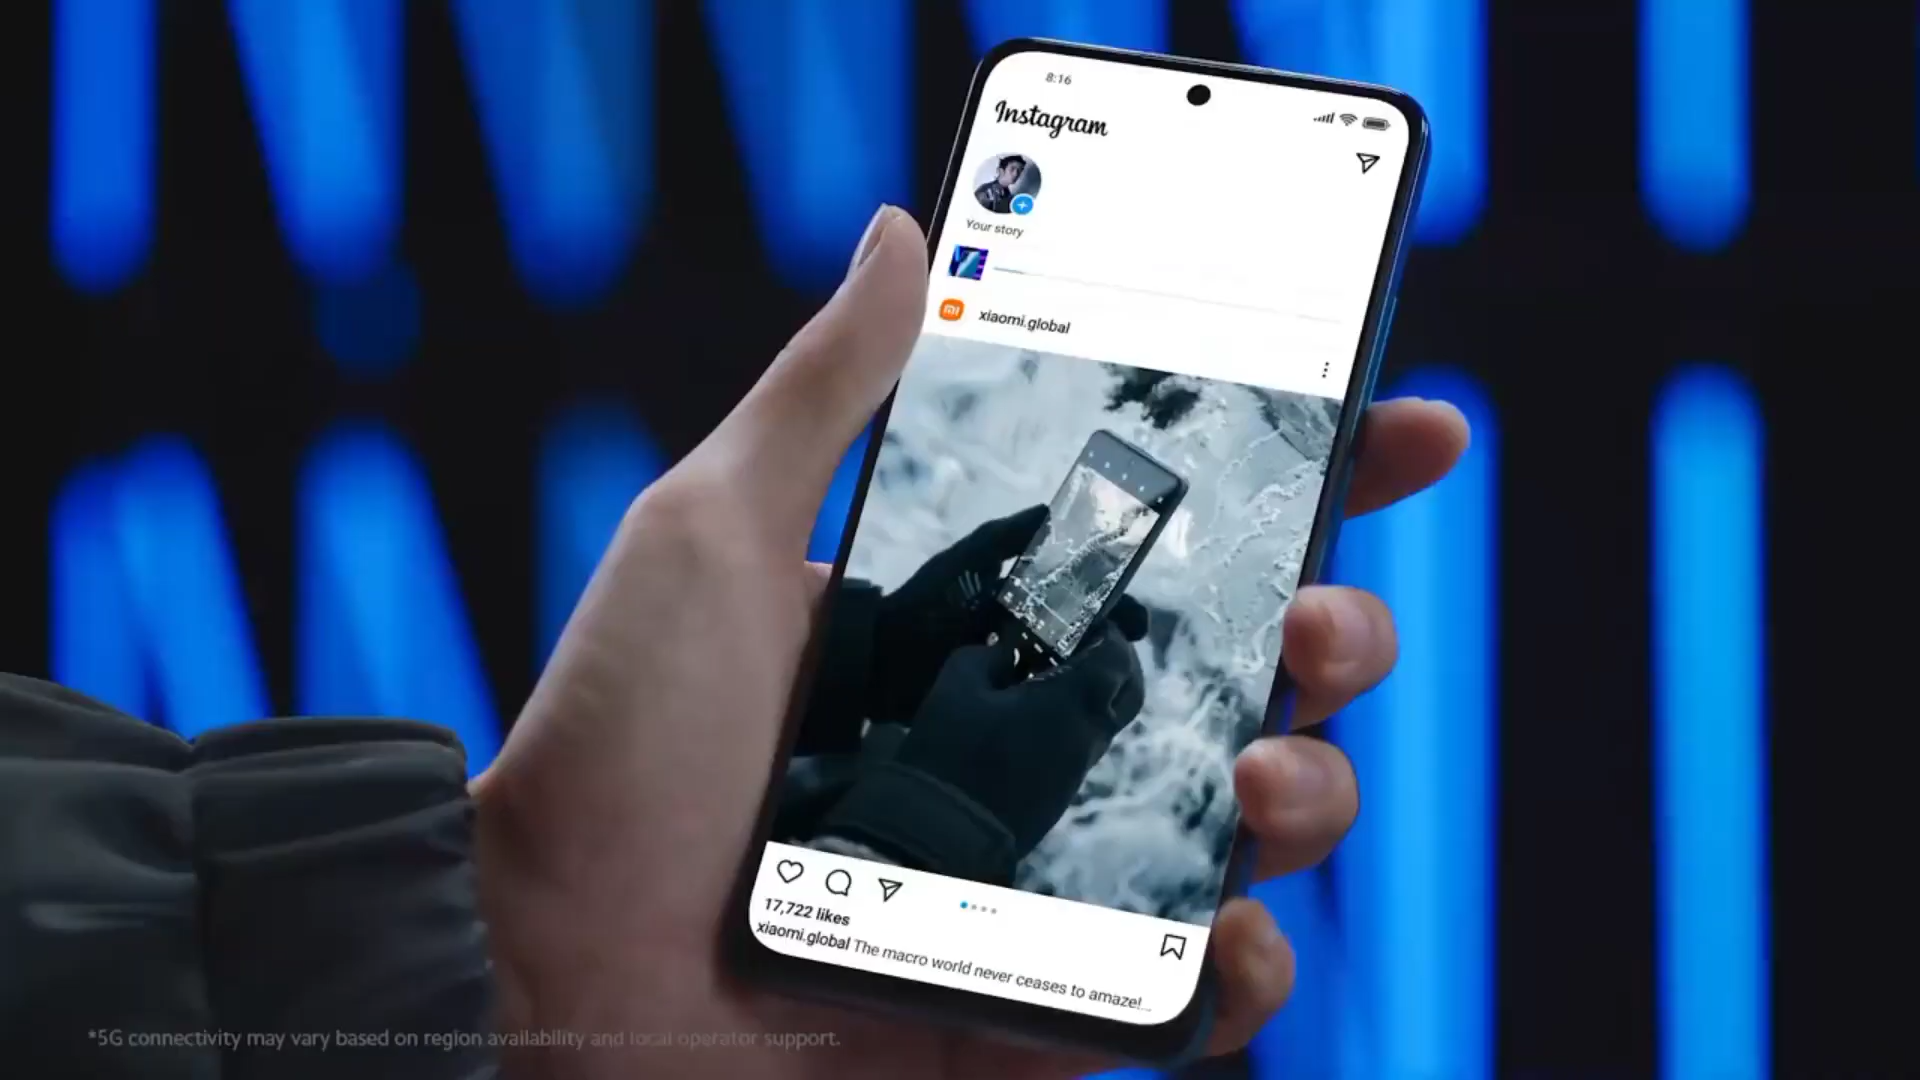 8:16
Instagram
Your story
mi
xiaomi.global
17,722 likes
xiaomi.global The macro world never ceases to amaze!...
*5G connectivity may vary based on region availability and local operator support.